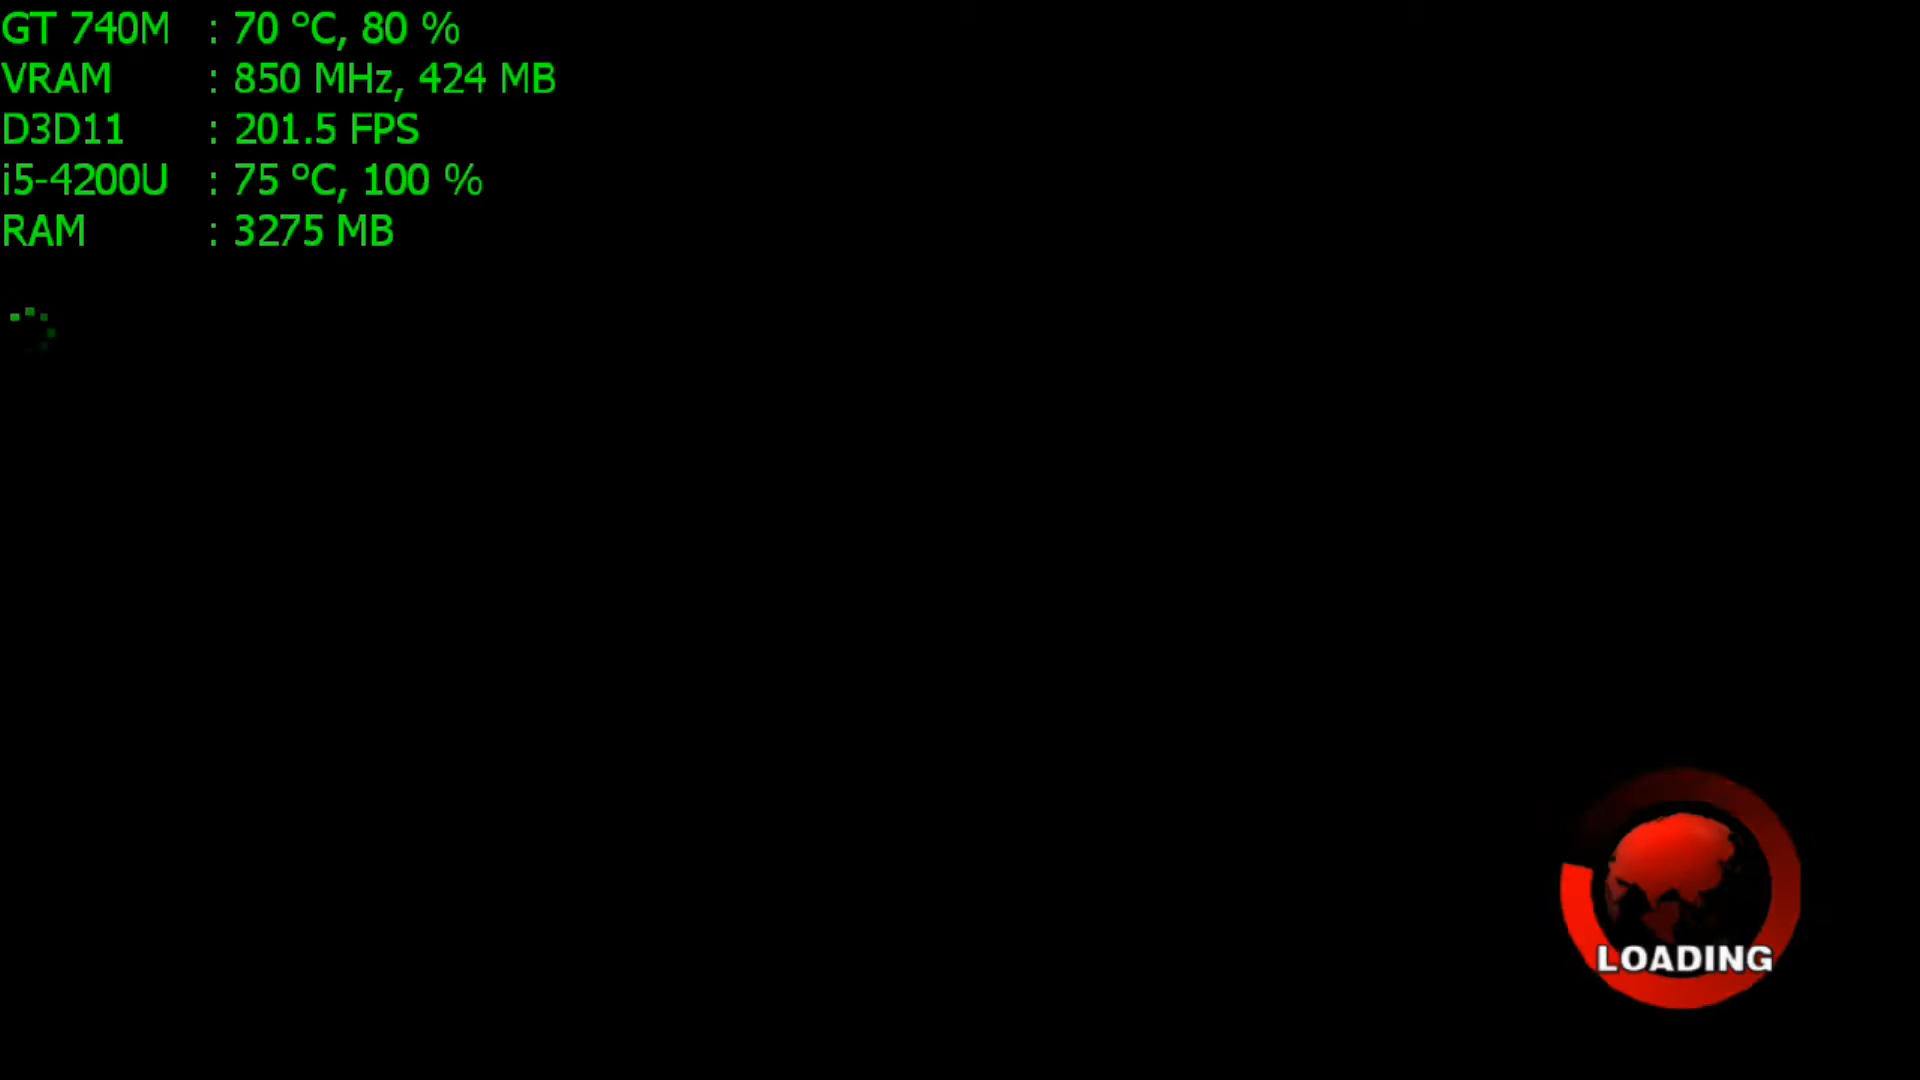 GT 740M : 70 °C, 80 %
VRAM : 850 MHz, 424 MB
D3D11 : 201.5 FPS
i5-4200U : 75 °C, 100 %
RAM : 3275 MB
LOADING